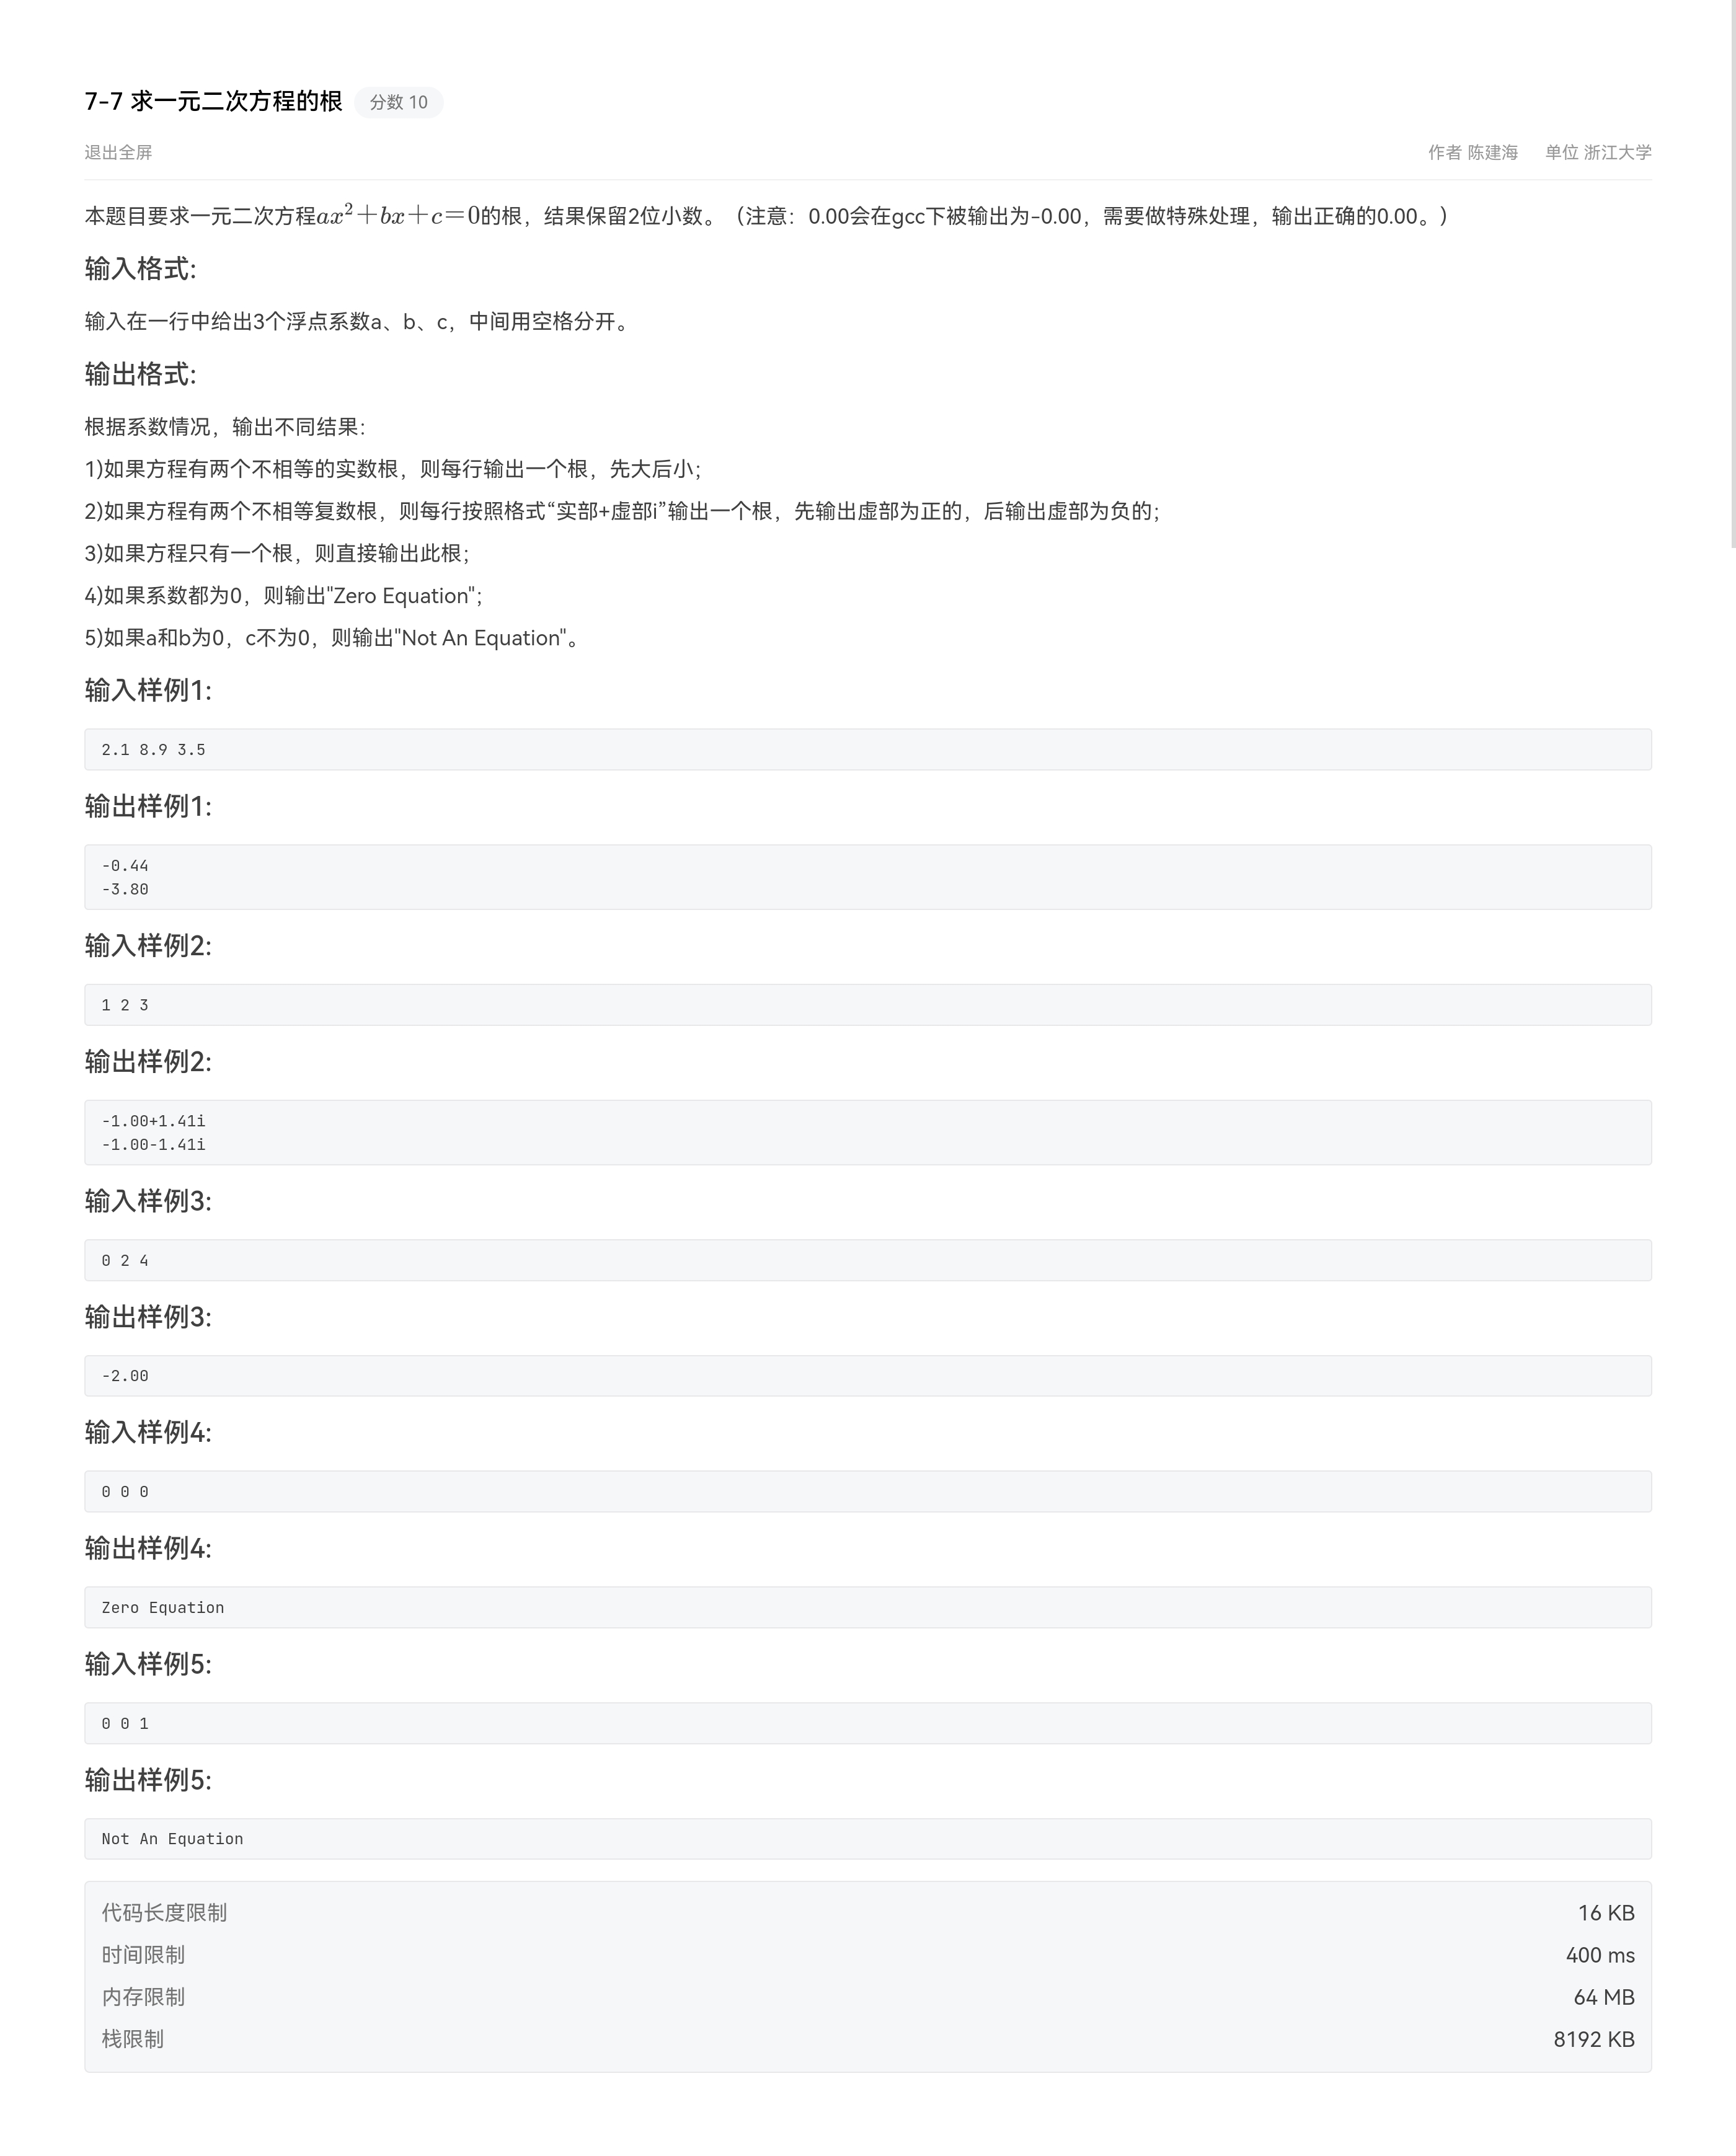 7-7 求一元二次方程的根 分数 10
退出全屏 作者 陈建海 单位 浙江大学
本题目要求一元二次方程ax²+bx+c=0的根，结果保留2位小数。（注意：0.00会在gcc下被输出为-0.00，需要做特殊处理，输出正确的0.00。）
输入格式:
输入在一行中给出3个浮点系数a、b、c，中间用空格分开。
输出格式:
根据系数情况，输出不同结果：
1)如果方程有两个不相等的实数根，则每行输出一个根，先大后小；
2)如果方程有两个不相等复数根，则每行按照格式“实部+虚部i”输出一个根，先输出虚部为正的，后输出虚部为负的；
3)如果方程只有一个根，则直接输出此根；
4)如果系数都为0，则输出"Zero Equation"；
5)如果a和b为0，c不为0，则输出"Not An Equation"。
输入样例1:
2.1 8.9 3.5
输出样例1:
-0.44
-3.80
输入样例2:
1 2 3
输出样例2:
-1.00+1.41i
-1.00-1.41i
输入样例3:
0 2 4
输出样例3:
-2.00
输入样例4:
0 0 0
输出样例4:
Zero Equation
输入样例5:
0 0 1
输出样例5:
Not An Equation
代码长度限制 16 KB
时间限制 400 ms
内存限制 64 MB
栈限制 8192 KB